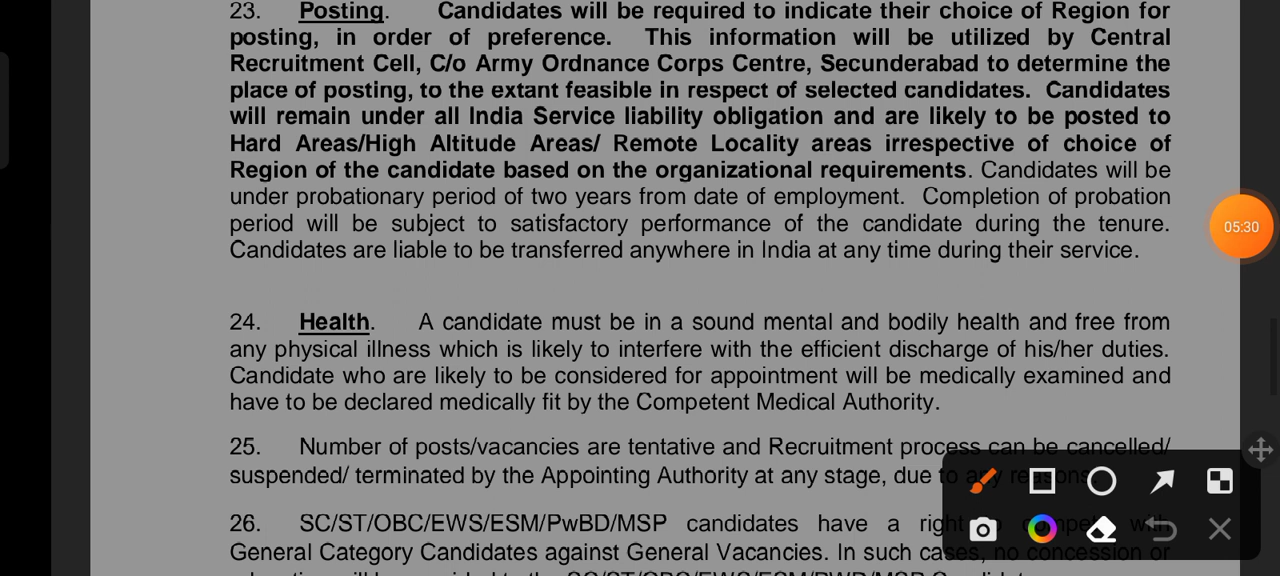 23. Posting. Candidates will be required to indicate their choice of Region for
posting, in order of preference. This information will be utilized by Central
Recruitment Cell, C/o Army Ordnance Corps Centre, Secunderabad to determine the
place of posting, to the extant feasible in respect of selected candidates. Candidates
will remain under all India Service liability obligation and are likely to be posted to
Hard Areas/High Altitude Areas/ Remote Locality areas irrespective of choice of
Region of the candidate based on the organizational requirements. Candidates will be
under probationary period of two years from date of employment. Completion of probation
period will be subject to satisfactory performance of the candidate during the tenure.
Candidates are liable to be transferred anywhere in India at any time during their service.
05:30
24. Health. A candidate must be in a sound mental and bodily health and free from
any physical illness which is likely to interfere with the efficient discharge of his/her duties.
Candidate who are likely to be considered for appointment will be medically examined and
have to be declared medically fit by the Competent Medical Authority.
25. Number of posts/vacancies are tentative and Recruitment process can be cancelled/
suspended/ terminated by the Appointing Authority at any stage, due to any reasons.
26. SC/ST/OBC/EWS/ESM/PwBD/MSP candidates have a right to compete with
General Category Candidates against General Vacancies. In such cases, no concession or